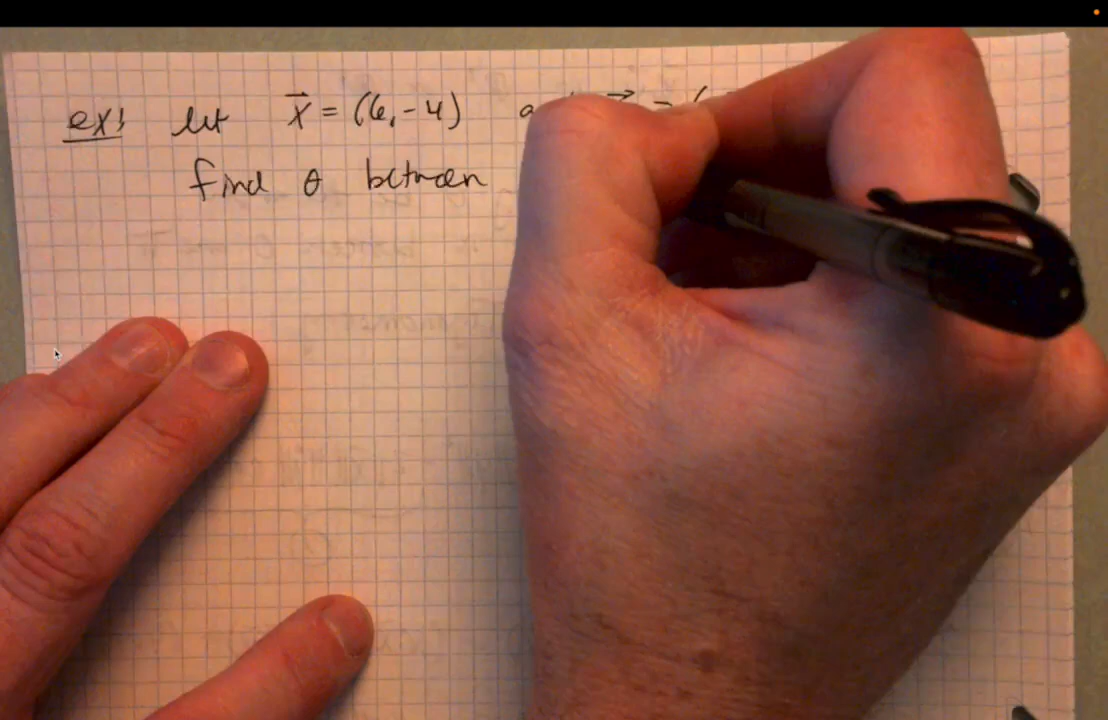 ex! let x⃗ = (6, -4)
find θ between